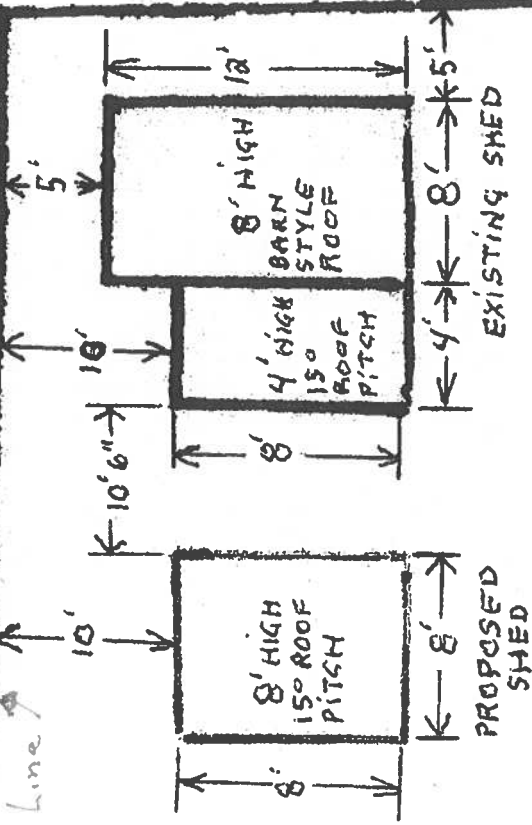 Line
5'
12'
5'
10'
10'
10'6"
8' HIGH
BARN
STYLE
ROOF
4' HIGH
15°
ROOF
PITCH
8'
8' HIGH
15° ROOF
PITCH
8'
4'
8'
EXISTING SHED
8'
PROPOSED
SHED